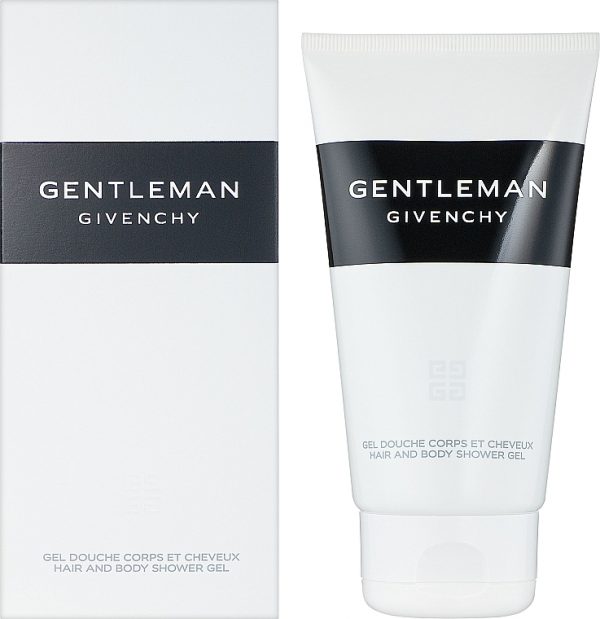 GENTLEMAN
GIVENCHY
GEL DOUCHE CORPS ET CHEVEUX
HAIR AND BODY SHOWER GEL
GENTLEMAN
GIVENCHY
GEL DOUCHE CORPS ET CHEVEUX
HAIR AND BODY SHOWER GEL